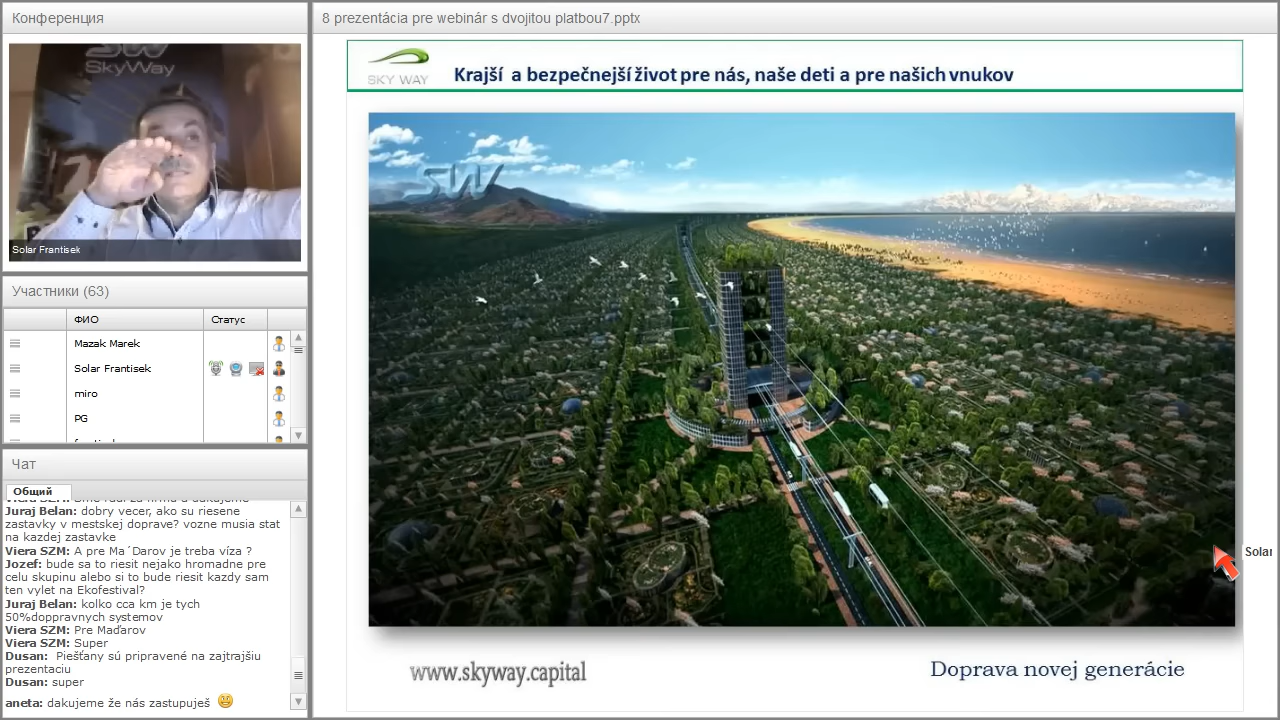 Конференция
SW
SkyWay
Solar Frantisek
Участники (63)
ФИО
Статус
Mazak Marek
Solar Frantisek
miro
PG
Чат
Общий
Juraj Belan: dobry vecer, ako su riesene
zastavky v mestskej doprave? vozne musia stat
na kazdej zastavke
Viera SZM: A pre Ma´Darov je treba víza ?
Jozef: bude sa to riesit nejako hromadne pre
celu skupinu alebo si to bude riesit kazdy sam
ten vylet na Ekofestival?
Juraj Belan: kolko cca km je tych
50%doppravnych systemov
Viera SZM: Pre Maďarov
Viera SZM: Super
Dusan: Piešťany sú pripravené na zajtrajšiu
prezentaciu
Dusan: super
aneta: dakujeme že nás zastupuješ
8 prezentácia pre webinár s dvojitou platbou7.pptx
SKY WAY
Krajší a bezpečnejší život pre nás, naše deti a pre našich vnukov
SW
Solar
www.skyway.capital
Doprava novej generácie